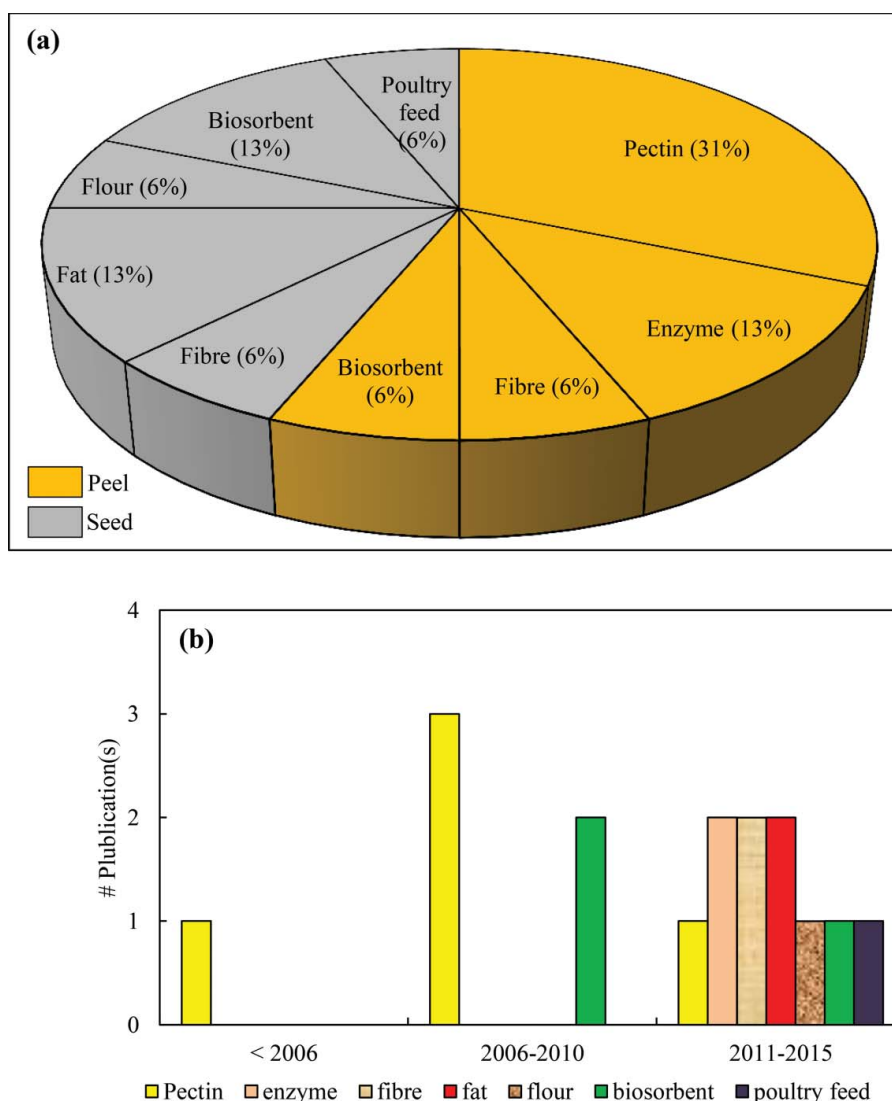 (a)
Poultry
feed
(6%)
Biosorbent
(13%)
Pectin (31%)
Flour (6%)
Fat (13%)
Enzyme (13%)
Fibre (6%)
Biosorbent
(6%)
Fibre (6%)
Peel
Seed
(b)
# Plublication(s)
4
3
2
1
0
< 2006 2006-2010 2011-2015
Pectin enzyme fibre fat flour biosorbent poultry feed